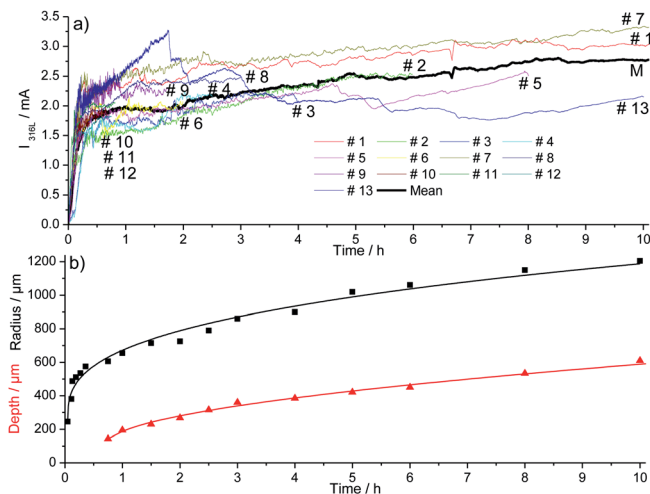 a)
I 316L / mA
3.5
3.0
2.5
2.0
1.5
1.0
0.5
0.0
# 7
# 1
# 2
M
# 8
# 9 # 4
# 5
# 3
# 13
# 6
# 10
# 11
# 12
# 1 # 2 # 3 # 4
# 5 # 6 # 7 # 8
# 9 # 10 # 11 # 12
# 13 Mean
0 1 2 3 4 5 6 7 8 9 10
Time / h
b)
Depth / µm Radius / µm
1200
1000
800
600
400
200
0
0 1 2 3 4 5 6 7 8 9 10
Time / h